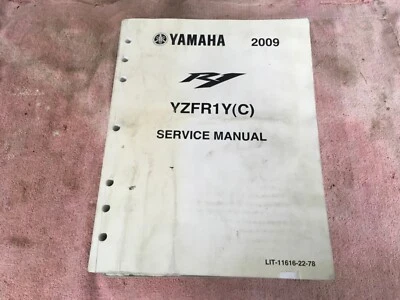 YAMAHA 2009
R1
YZFR1Y(C)
SERVICE MANUAL
LIT-11616-22-78